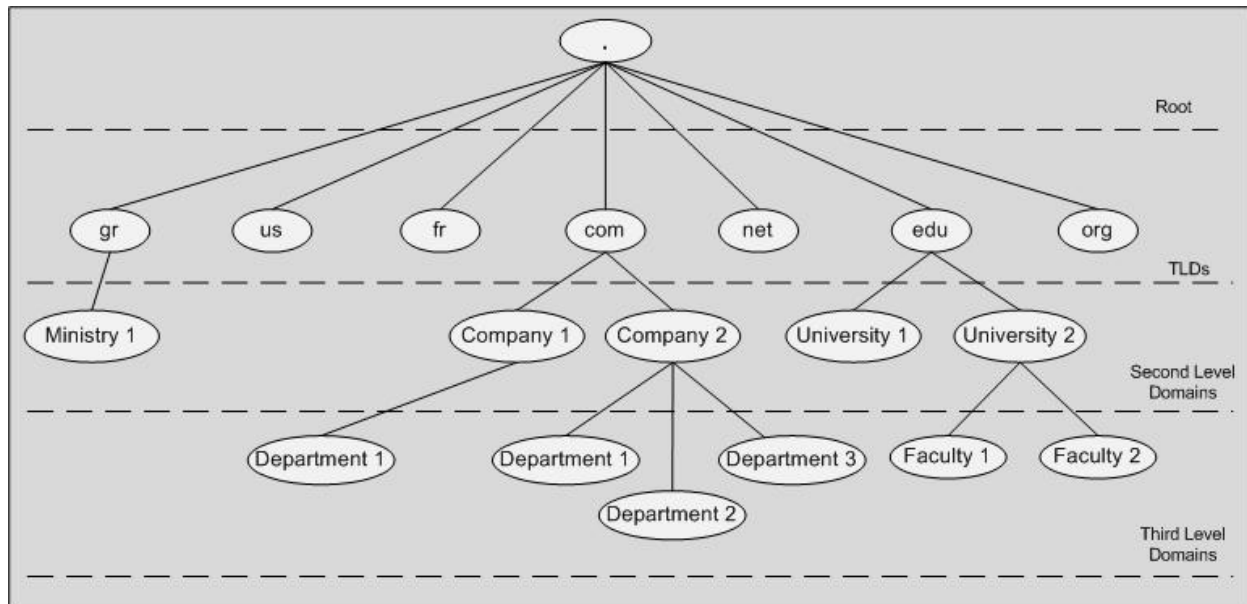 .
Root
gr
us
fr
com
net
edu
org
TLDs
Ministry 1
Company 1
Company 2
University 1
University 2
Second Level
Domains
Department 1
Department 1
Department 3
Faculty 1
Faculty 2
Department 2
Third Level
Domains